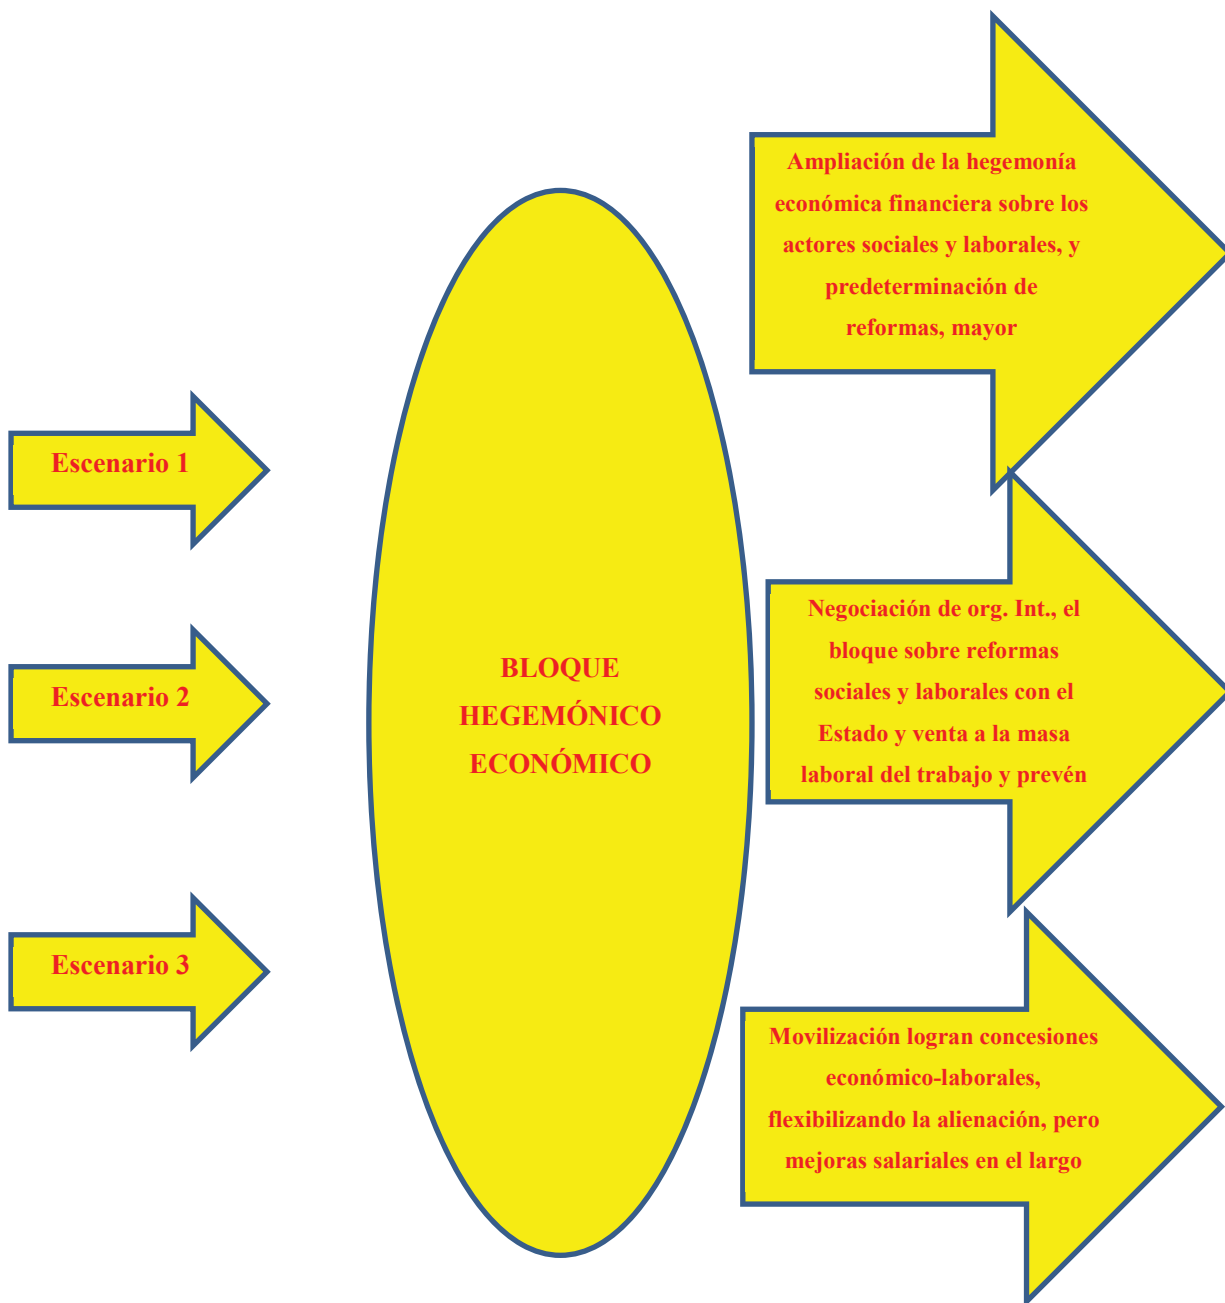 Escenario 1
Escenario 2
Escenario 3
BLOQUE
HEGEMÓNICO
ECONÓMICO
Ampliación de la hegemonía
económica financiera sobre los
actores sociales y laborales, y
predeterminación de
reformas, mayor
Negociación de org. Int., el
bloque sobre reformas
sociales y laborales con el
Estado y venta a la masa
laboral del trabajo y prevén
Movilización logran concesiones
económico-laborales,
flexibilizando la alienación, pero
mejoras salariales en el largo